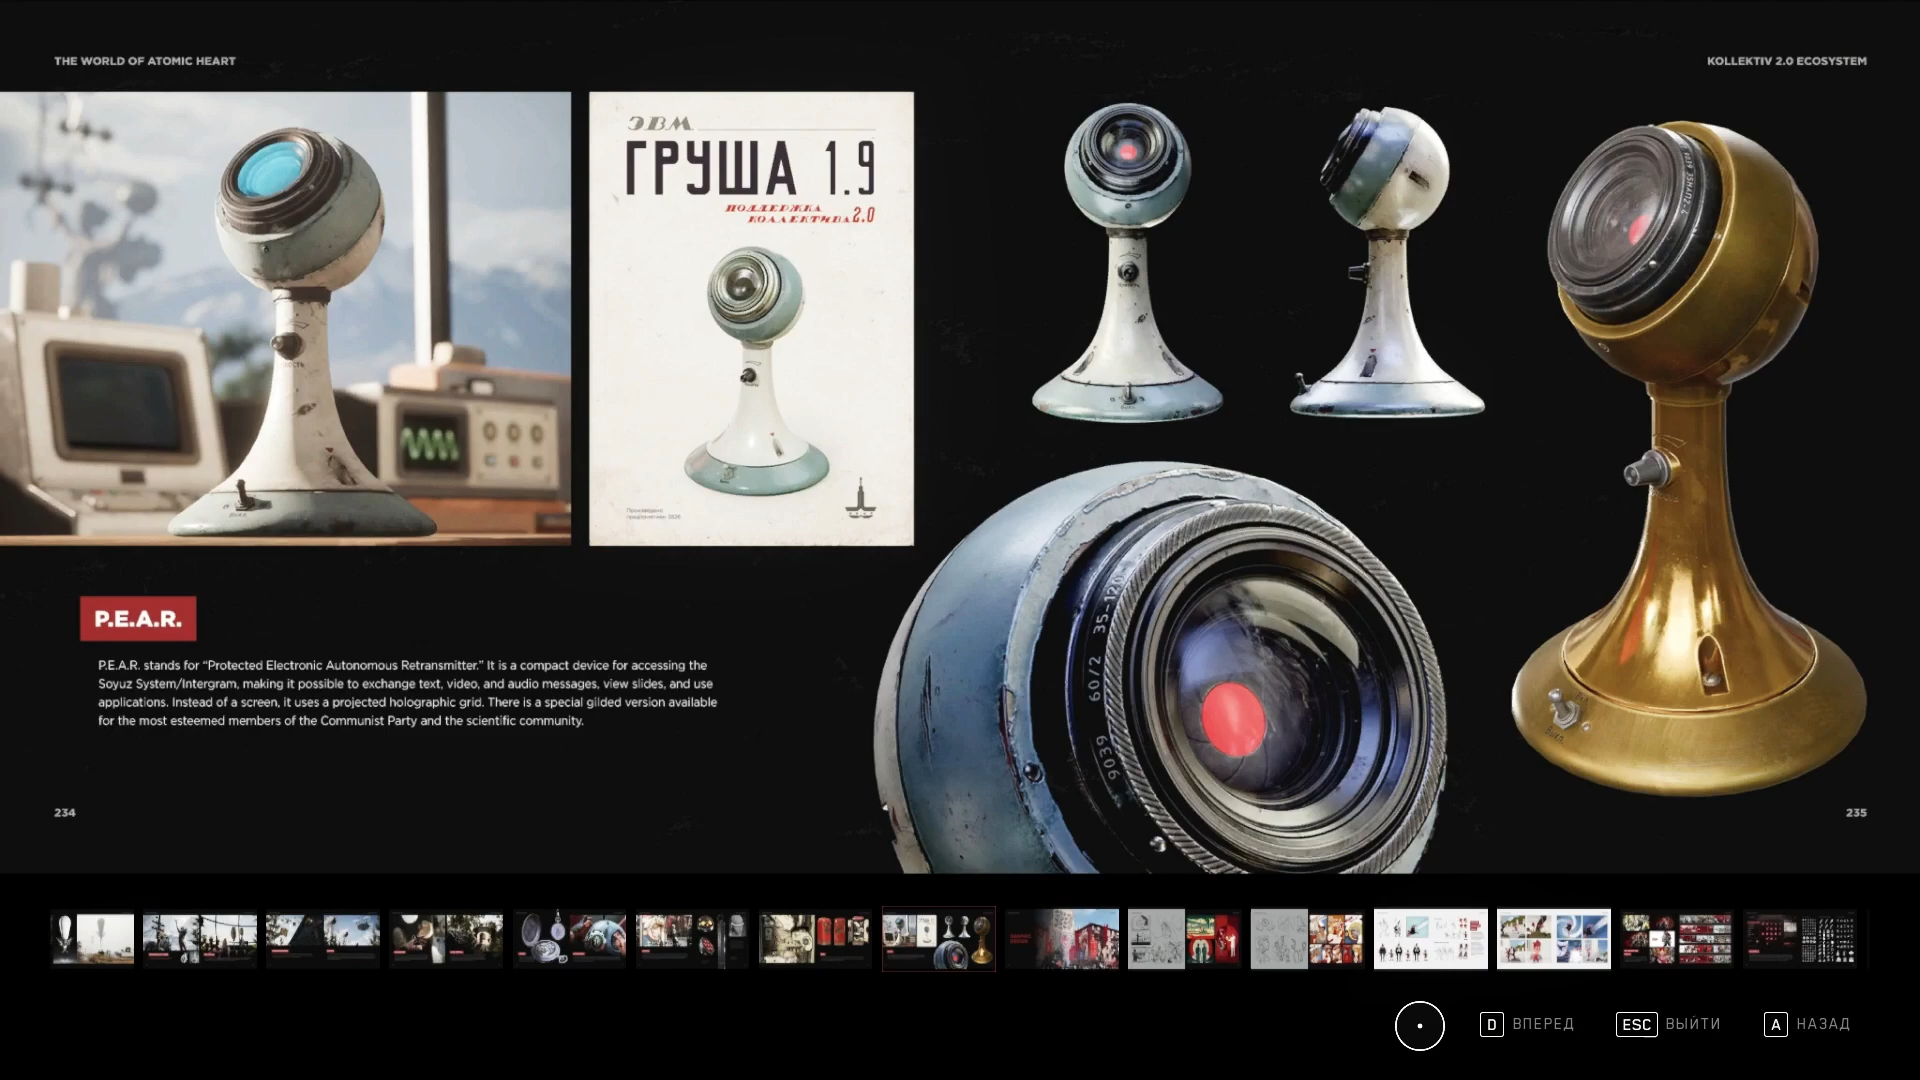 THE WORLD OF ATOMIC HEART
KOLLEKTIV 2.0 ECOSYSTEM
ЭВМ
ГРУША 1.9
ПОДДЕРЖКА
КОЛЛЕКТИВА 2.0
P.E.A.R.
P.E.A.R. stands for “Protected Electronic Autonomous Retransmitter.” It is a compact device for accessing the
Soyuz System/Intergram, making it possible to exchange text, video, and audio messages, view slides, and use
applications. Instead of a screen, it uses a projected holographic grid. There is a special gilded version available
for the most esteemed members of the Communist Party and the scientific community.
35-120
60/2
9039
234
235
D ВПЕРЕД
ESC ВЫЙТИ
A НАЗАД